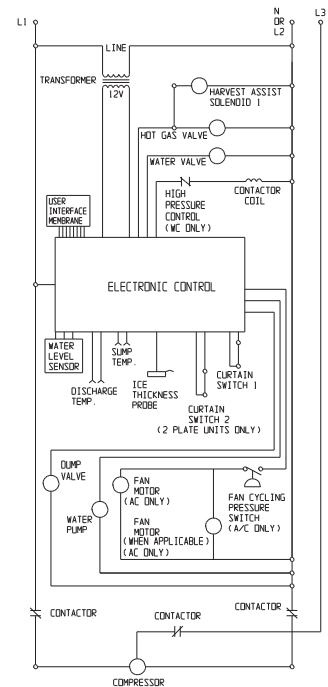 L1
N
OR
L2
L3
LINE
TRANSFORMER
12V
HARVEST ASSIST
SOLENOID 1
HOT GAS VALVE
WATER VALVE
HIGH
PRESSURE
CONTROL
(WC ONLY)
CONTACTOR
COIL
USER
INTERFACE
MEMBRANE
ELECTRONIC CONTROL
WATER
LEVEL
SENSOR
SUMP
TEMP.
DISCHARGE
TEMP.
ICE
THICKNESS
PROBE
CURTAIN
SWITCH 1
CURTAIN
SWITCH 2
(2 PLATE UNITS ONLY)
DUMP
VALVE
WATER
PUMP
FAN
MOTOR
(AC ONLY)
FAN
MOTOR
(WHEN APPLICABLE)
(AC ONLY)
FAN CYCLING
PRESSURE
SWITCH
(A/C ONLY)
CONTACTOR
CONTACTOR
CONTACTOR
COMPRESSOR